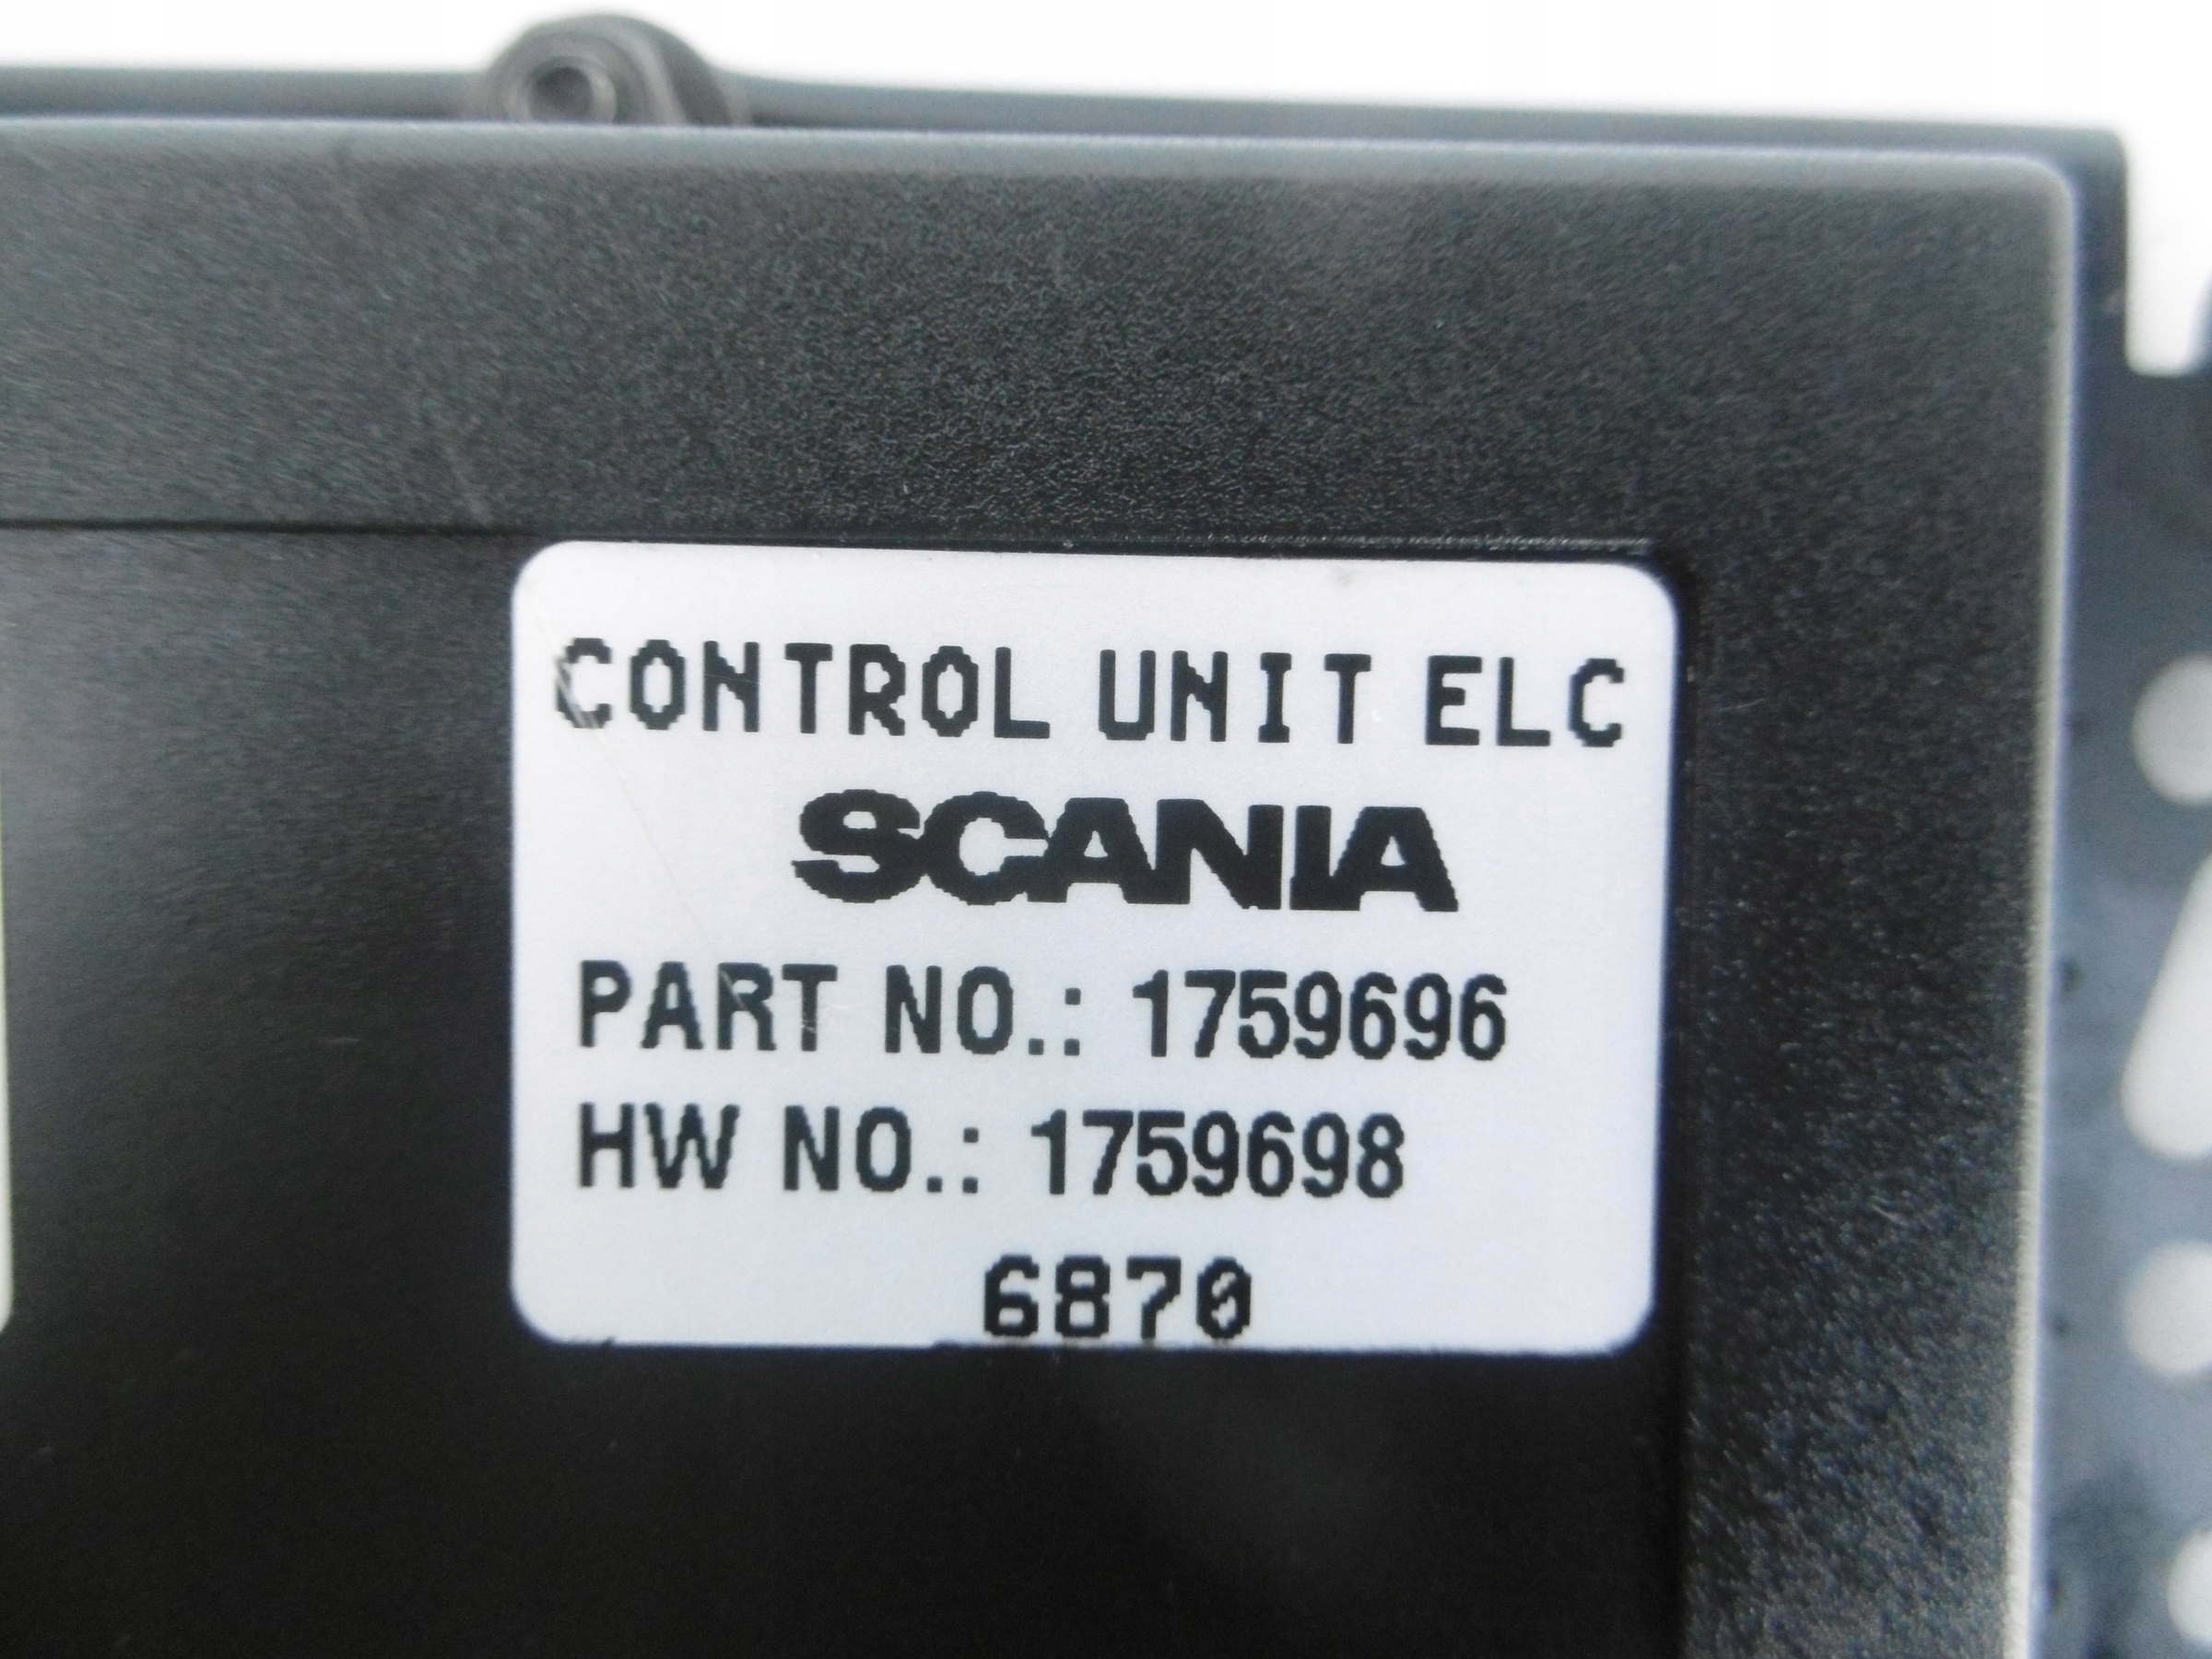 CONTROL UNIT ELC
SCANIA
PART NO.: 1759696
HW NO.: 1759698
6870